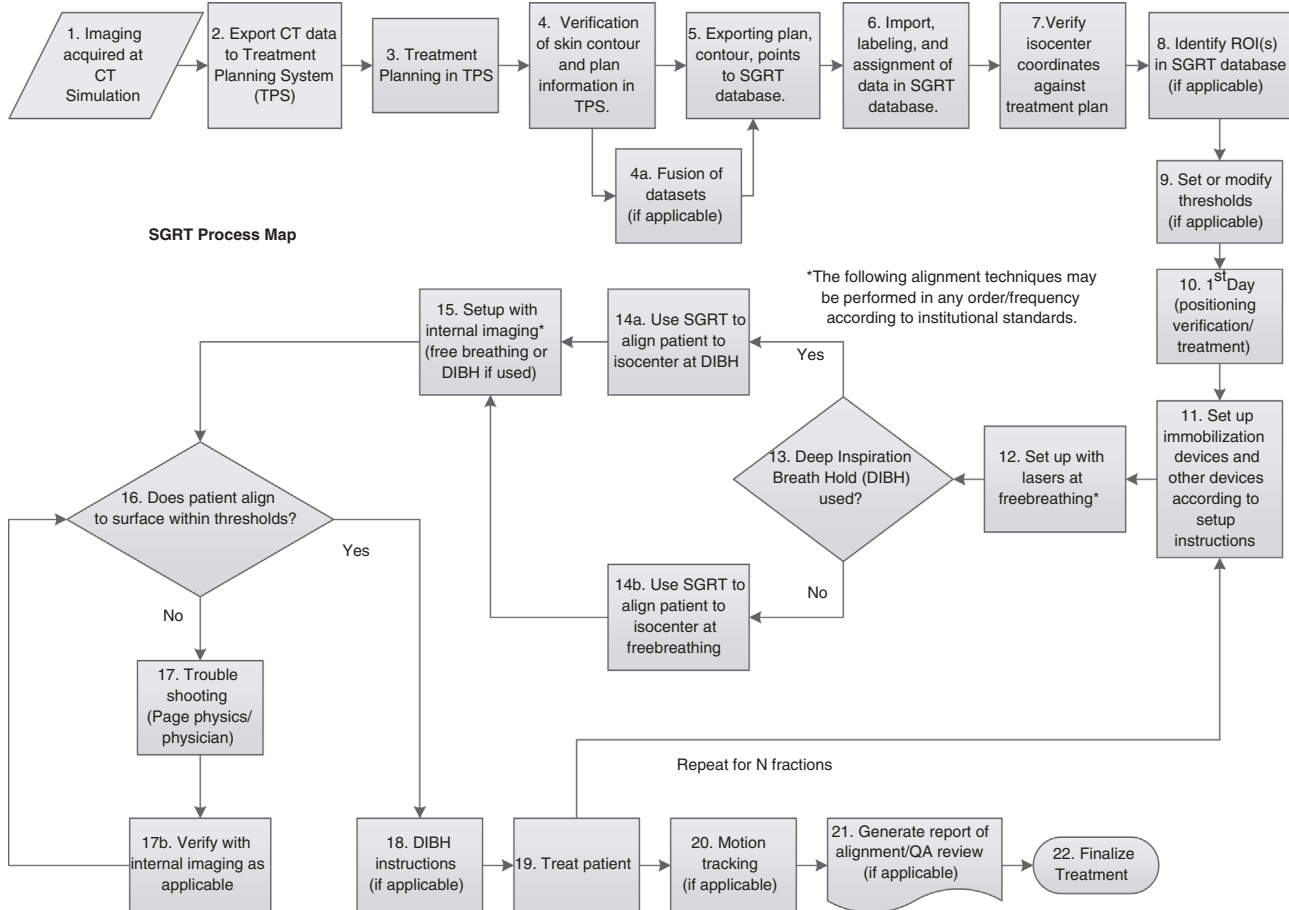 1. Imaging
acquired at
CT
Simulation
2. Export CT data
to Treatment
Planning System
(TPS)
3. Treatment
Planning in TPS
4. Verification
of skin contour
and plan
information in
TPS.
4a. Fusion of
datasets
(if applicable)
5. Exporting plan,
contour, points
to SGRT
database.
6. Import,
labeling, and
assignment of
data in SGRT
database.
7.Verify
isocenter
coordinates
against
treatment plan
8. Identify ROI(s)
in SGRT database
(if applicable)
9. Set or modify
thresholds
(if applicable)
SGRT Process Map
10. 1st Day
(positioning
verification/
treatment)
*The following alignment techniques may
be performed in any order/frequency
according to institutional standards.
11. Set up
immobilization
devices and
other devices
according to
setup
instructions
12. Set up with
lasers at
freebreathing*
13. Deep Inspiration
Breath Hold (DIBH)
used?
Yes
14a. Use SGRT to
align patient to
isocenter at DIBH
No
14b. Use SGRT to
align patient to
isocenter at
freebreathing
15. Setup with
internal imaging*
(free breathing or
DIBH if used)
16. Does patient align
to surface within
thresholds?
Yes
No
17. Trouble
shooting
(Page physics/
physician)
17b. Verify with
internal imaging as
applicable
18. DIBH
instructions
(if applicable)
19. Treat patient
Repeat for N fractions
20. Motion
tracking
(if applicable)
21. Generate report of
alignment/QA review
(if applicable)
22. Finalize
Treatment